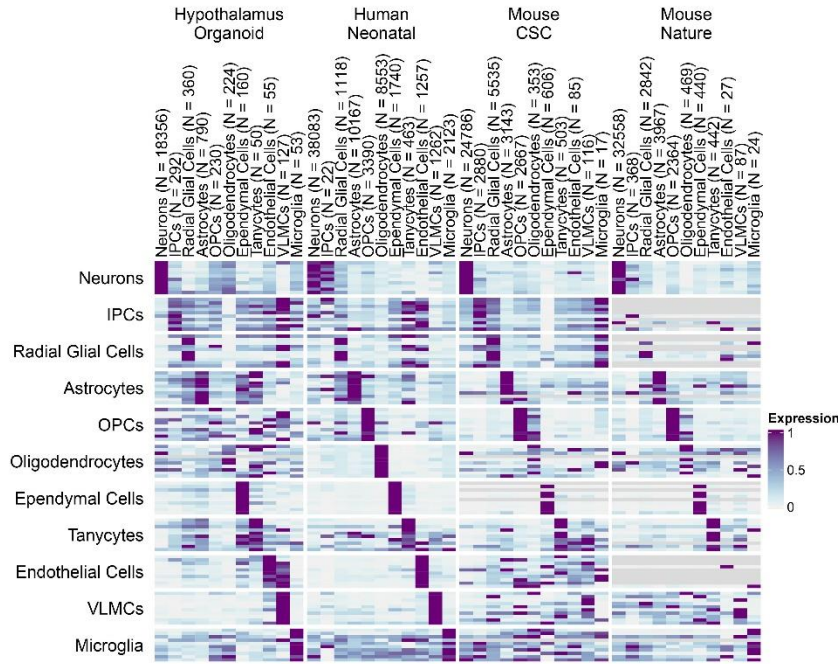 Hypothalamus
Organoid
Human
Neonatal
Mouse
CSC
Mouse
Nature
Neurons (N = 18356)
IPCs (N = 292)
Radial Glial Cells (N = 360)
Astrocytes (N = 790)
OPCs (N = 230)
Oligodendrocytes (N = 224)
Ependymal Cells (N = 160)
Tanycytes (N = 50)
Endothelial Cells (N = 55)
VLMCs (N = 127)
Microglia (N = 53)
Neurons (N = 38083)
IPCs (N = 22)
Radial Glial Cells (N = 1118)
Astrocytes (N = 10167)
OPCs (N = 3390)
Oligodendrocytes (N = 8553)
Ependymal Cells (N = 1740)
Tanycytes (N = 463)
Endothelial Cells (N = 1257)
VLMCs (N = 1262)
Microglia (N = 2123)
Neurons (N = 24786)
IPCs (N = 2880)
Radial Glial Cells (N = 5535)
Astrocytes (N = 3143)
OPCs (N = 2667)
Oligodendrocytes (N = 353)
Ependymal Cells (N = 606)
Tanycytes (N = 503)
Endothelial Cells (N = 85)
VLMCs (N = 116)
Microglia (N = 17)
Neurons (N = 32558)
IPCs (N = 368)
Radial Glial Cells (N = 2842)
Astrocytes (N = 3967)
OPCs (N = 2364)
Oligodendrocytes (N = 469)
Ependymal Cells (N = 440)
Tanycytes (N = 442)
Endothelial Cells (N = 27)
VLMCs (N = 87)
Microglia (N = 24)
Neurons
IPCs
Radial Glial Cells
Astrocytes
OPCs
Oligodendrocytes
Ependymal Cells
Tanycytes
Endothelial Cells
VLMCs
Microglia
Expression
1
0.5
0